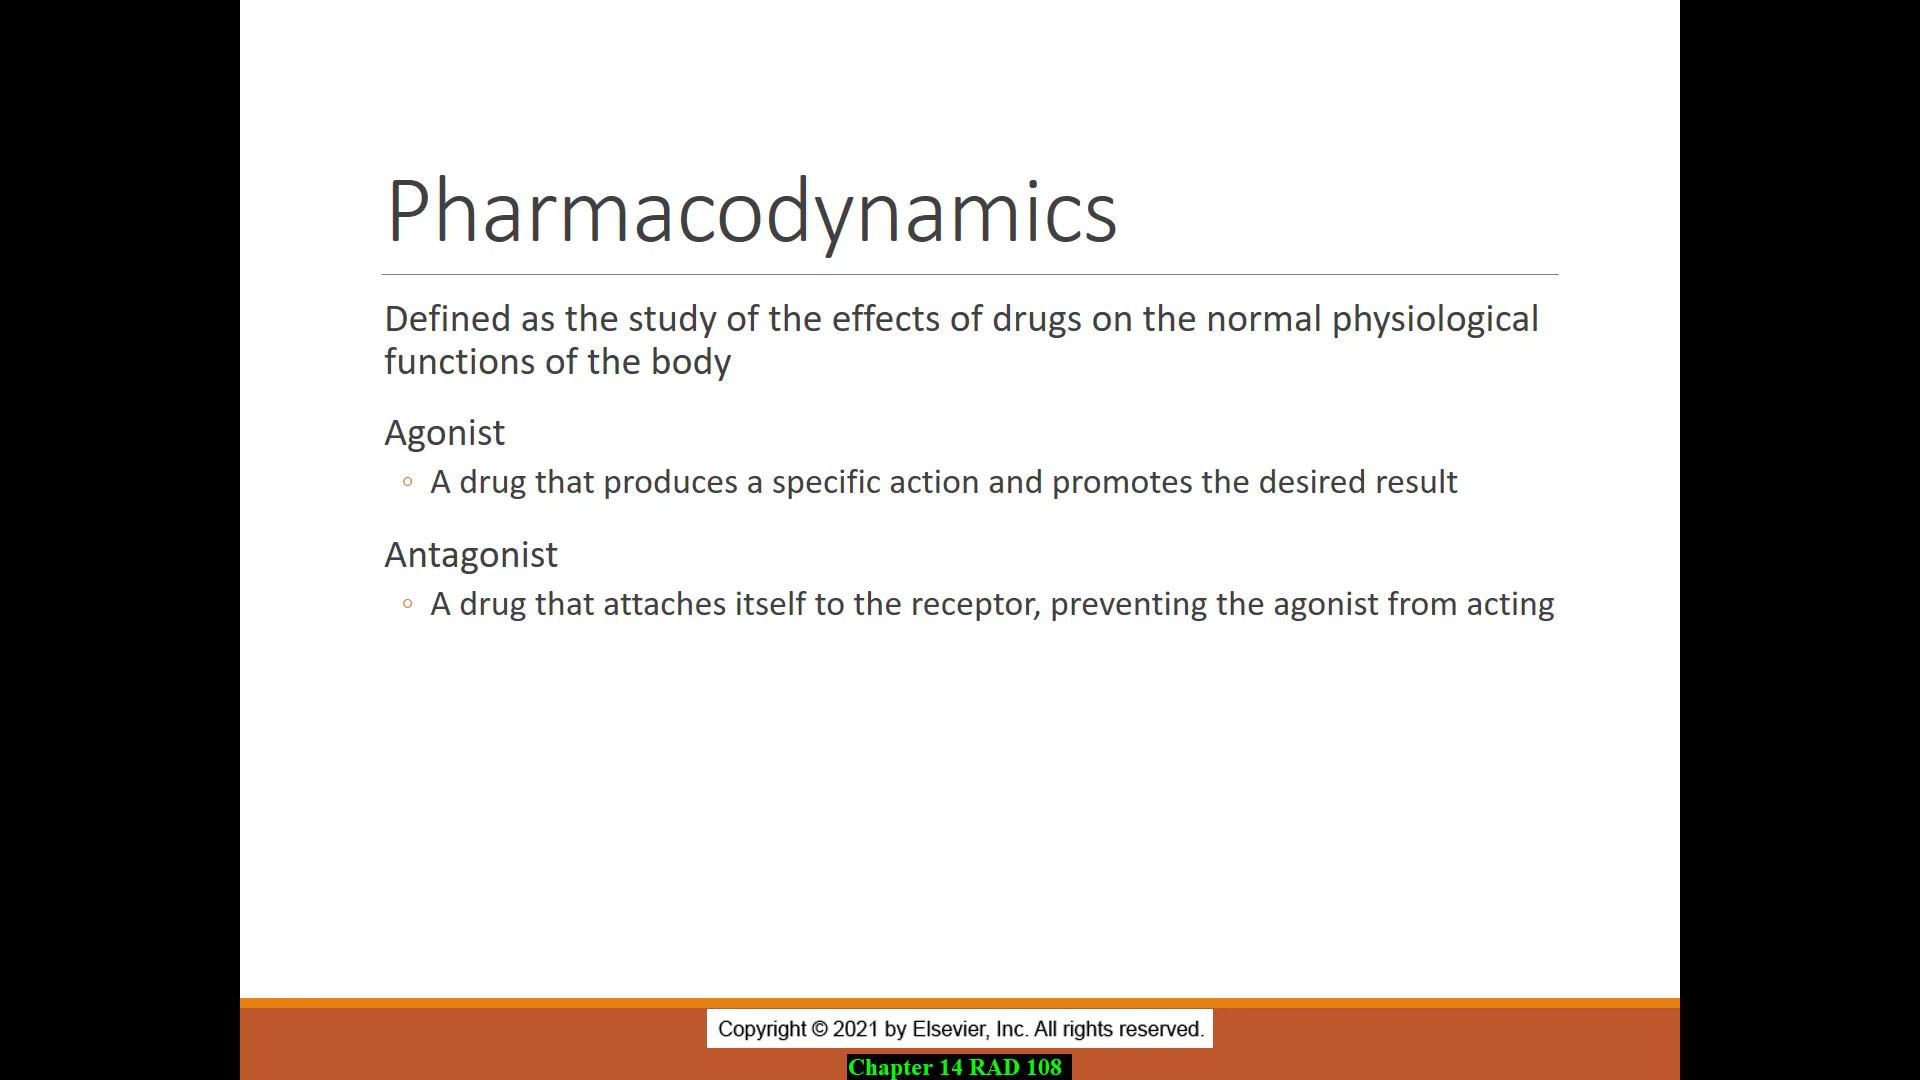 Pharmacodynamics
Defined as the study of the effects of drugs on the normal physiological
functions of the body
Agonist
◦ A drug that produces a specific action and promotes the desired result
Antagonist
◦ A drug that attaches itself to the receptor, preventing the agonist from acting
Copyright © 2021 by Elsevier, Inc. All rights reserved.
Chapter 14 RAD 108